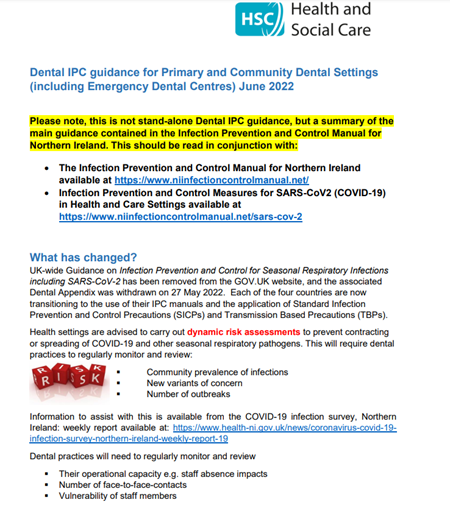 HSC Health and
Social Care
Dental IPC guidance for Primary and Community Dental Settings
(including Emergency Dental Centres) June 2022
Please note, this is not stand-alone Dental IPC guidance, but a summary of the
main guidance contained in the Infection Prevention and Control Manual for
Northern Ireland. This should be read in conjunction with:
• The Infection Prevention and Control Manual for Northern Ireland
available at https://www.niinfectioncontrolmanual.net/
• Infection Prevention and Control Measures for SARS-CoV2 (COVID-19)
in Health and Care Settings available at
https://www.niinfectioncontrolmanual.net/sars-cov-2
What has changed?
UK-wide Guidance on Infection Prevention and Control for Seasonal Respiratory Infections
including SARS-CoV-2 has been removed from the GOV.UK website, and the associated
Dental Appendix was withdrawn on 27 May 2022. Each of the four countries are now
transitioning to the use of their IPC manuals and the application of Standard Infection
Prevention and Control Precautions (SICPs) and Transmission Based Precautions (TBPs).
Health settings are advised to carry out dynamic risk assessments to prevent contracting
or spreading of COVID-19 and other seasonal respiratory pathogens. This will require dental
practices to regularly monitor and review:
RISK
▪ Community prevalence of infections
▪ New variants of concern
▪ Number of outbreaks
Information to assist with this is available from the COVID-19 infection survey, Northern
Ireland: weekly report available at: https://www.health-ni.gov.uk/news/coronavirus-covid-19-
infection-survey-northern-ireland-weekly-report-19
Dental practices will need to regularly monitor and review
▪ Their operational capacity e.g. staff absence impacts
▪ Number of face-to-face-contacts
▪ Vulnerability of staff members